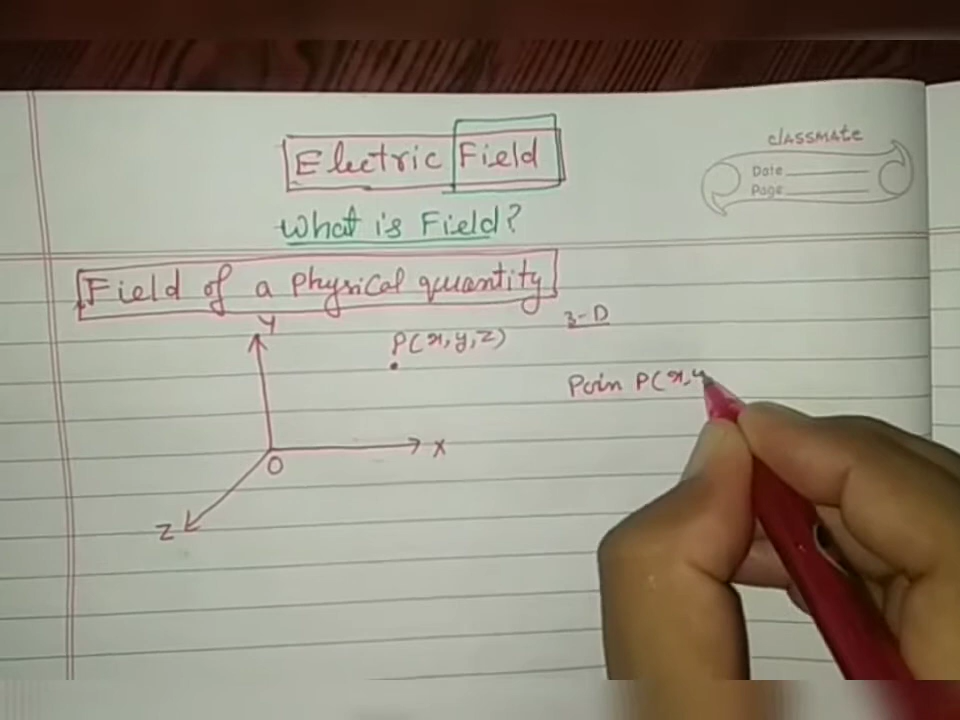 Electric Field
classmate
Date
Page
What is Field?
Field of a physical quantity
3-D
Y
P(x,y,z)
Poin P(x,y
X
O
Z